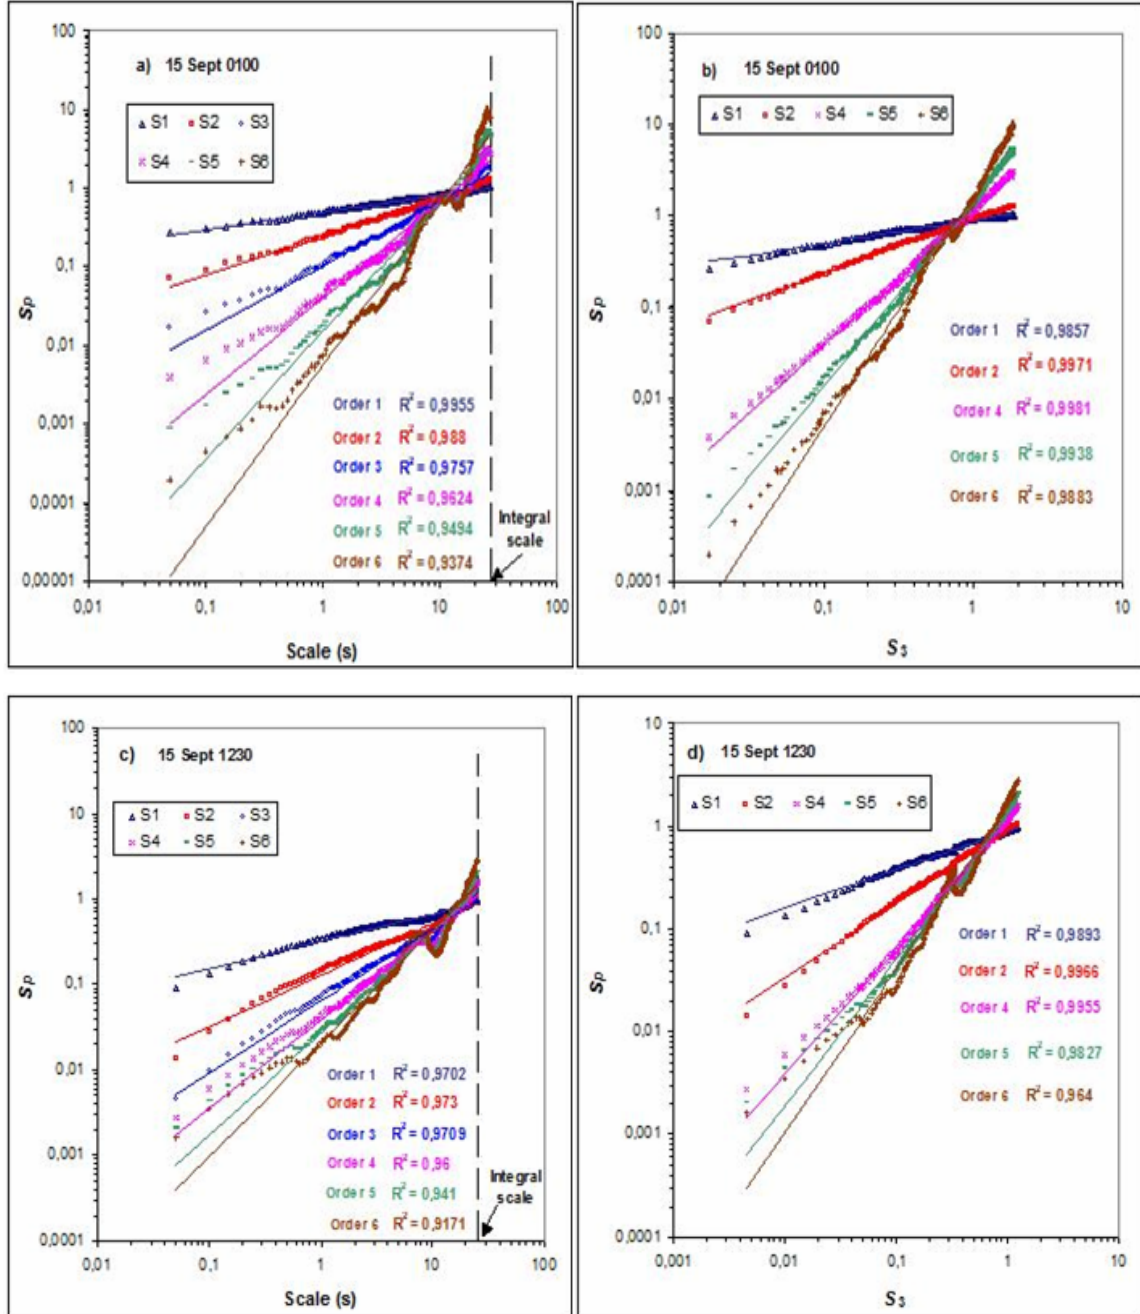 a) 15 Sept 0100
S1 S2 S3
S4 S5 S6
100
10
1
0,1
0,01
0,001
0,0001
0,00001
Sp
Order 1 R² = 0,9955
Order 2 R² = 0,988
Order 3 R² = 0,9757
Order 4 R² = 0,9624
Order 5 R² = 0,9494
Order 6 R² = 0,9374
Integral
scale
0,01 0,1 1 10 100
Scale (s)
b) 15 Sept 0100
S1 S2 S4 S5 S6
100
10
1
0,1
0,01
0,001
0,0001
Sp
Order 1 R² = 0,9857
Order 2 R² = 0,9971
Order 4 R² = 0,9981
Order 5 R² = 0,9938
Order 6 R² = 0,9883
0,01 0,1 1 10
S3
c) 15 Sept 1230
S1 S2 S3
S4 S5 S6
100
10
1
0,1
0,01
0,001
0,0001
Sp
Order 1 R² = 0,9702
Order 2 R² = 0,973
Order 3 R² = 0,9709
Order 4 R² = 0,96
Order 5 R² = 0,941
Order 6 R² = 0,9171
Integral
scale
0,01 0,1 1 10 100
Scale (s)
d) 15 Sept 1230
S1 S2 S4 S5 S6
10
1
0,1
0,01
0,001
0,0001
Sp
Order 1 R² = 0,9893
Order 2 R² = 0,9966
Order 4 R² = 0,9955
Order 5 R² = 0,9827
Order 6 R² = 0,964
0,001 0,01 0,1 1 10
S3